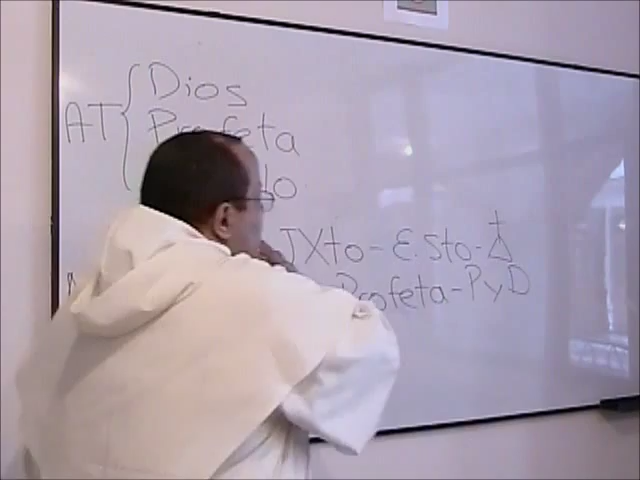 AT { Dios
Profeta
JXto - E.Sto -
Profeta - PyD